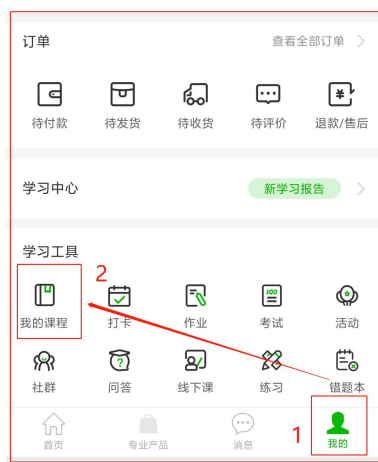 订单 查看全部订单
待付款 待发货 待收货 待评价 退款/售后
学习中心 新学习报告
学习工具
2
100
我的课程 打卡 作业 考试 活动
社群 问答 线下课 练习 错题本
1
首页 专业产品 消息 我的